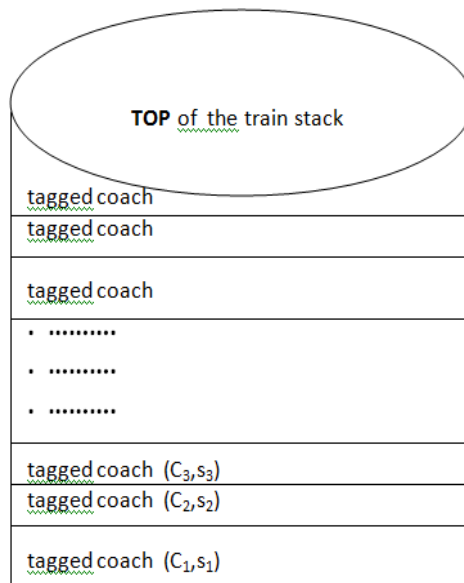 TOP of the train stack
tagged coach
tagged coach
tagged coach
. ..........
. ..........
. ..........
tagged coach (C₃,s₃)
tagged coach (C₂,s₂)
tagged coach (C₁,s₁)